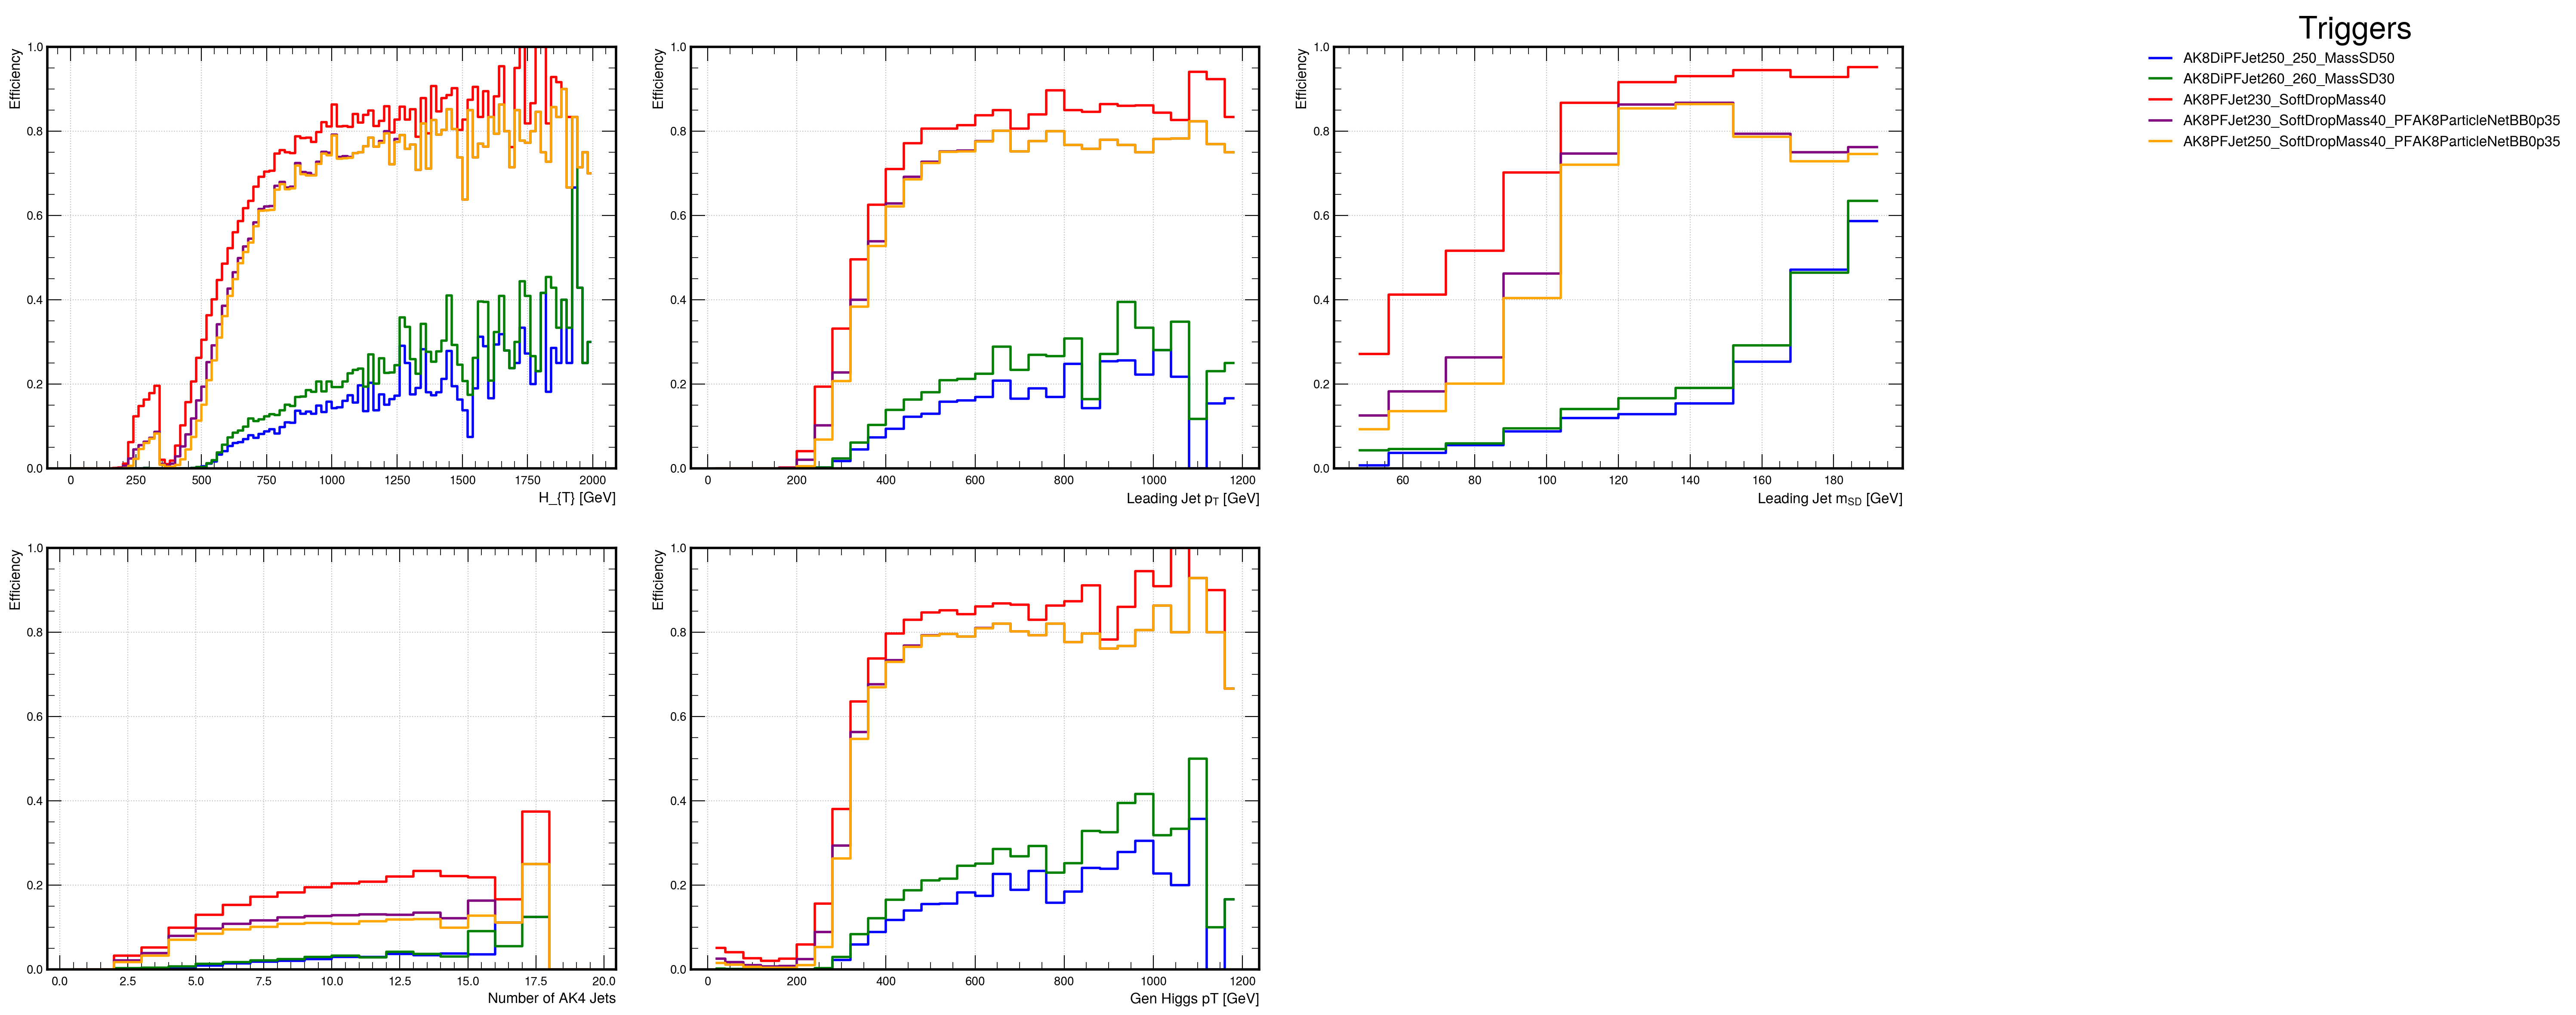 Triggers
AK8DiPFJet250_250_MassSD50
AK8DiPFJet260_260_MassSD30
AK8PFJet230_SoftDropMass40
AK8PFJet230_SoftDropMass40_PFAK8ParticleNetBB0p35
AK8PFJet250_SoftDropMass40_PFAK8ParticleNetBB0p35
Efficiency
1.0
0.8
0.6
0.4
0.2
0.0
0 250 500 750 1000 1250 1500 1750 2000
H_{T} [GeV]
Efficiency
1.0
0.8
0.6
0.4
0.2
0.0
0 200 400 600 800 1000 1200
Leading Jet pT [GeV]
Efficiency
1.0
0.8
0.6
0.4
0.2
0.0
60 80 100 120 140 160 180
Leading Jet mSD [GeV]
Efficiency
1.0
0.8
0.6
0.4
0.2
0.0
0.0 2.5 5.0 7.5 10.0 12.5 15.0 17.5 20.0
Number of AK4 Jets
Efficiency
1.0
0.8
0.6
0.4
0.2
0.0
0 200 400 600 800 1000 1200
Gen Higgs pT [GeV]